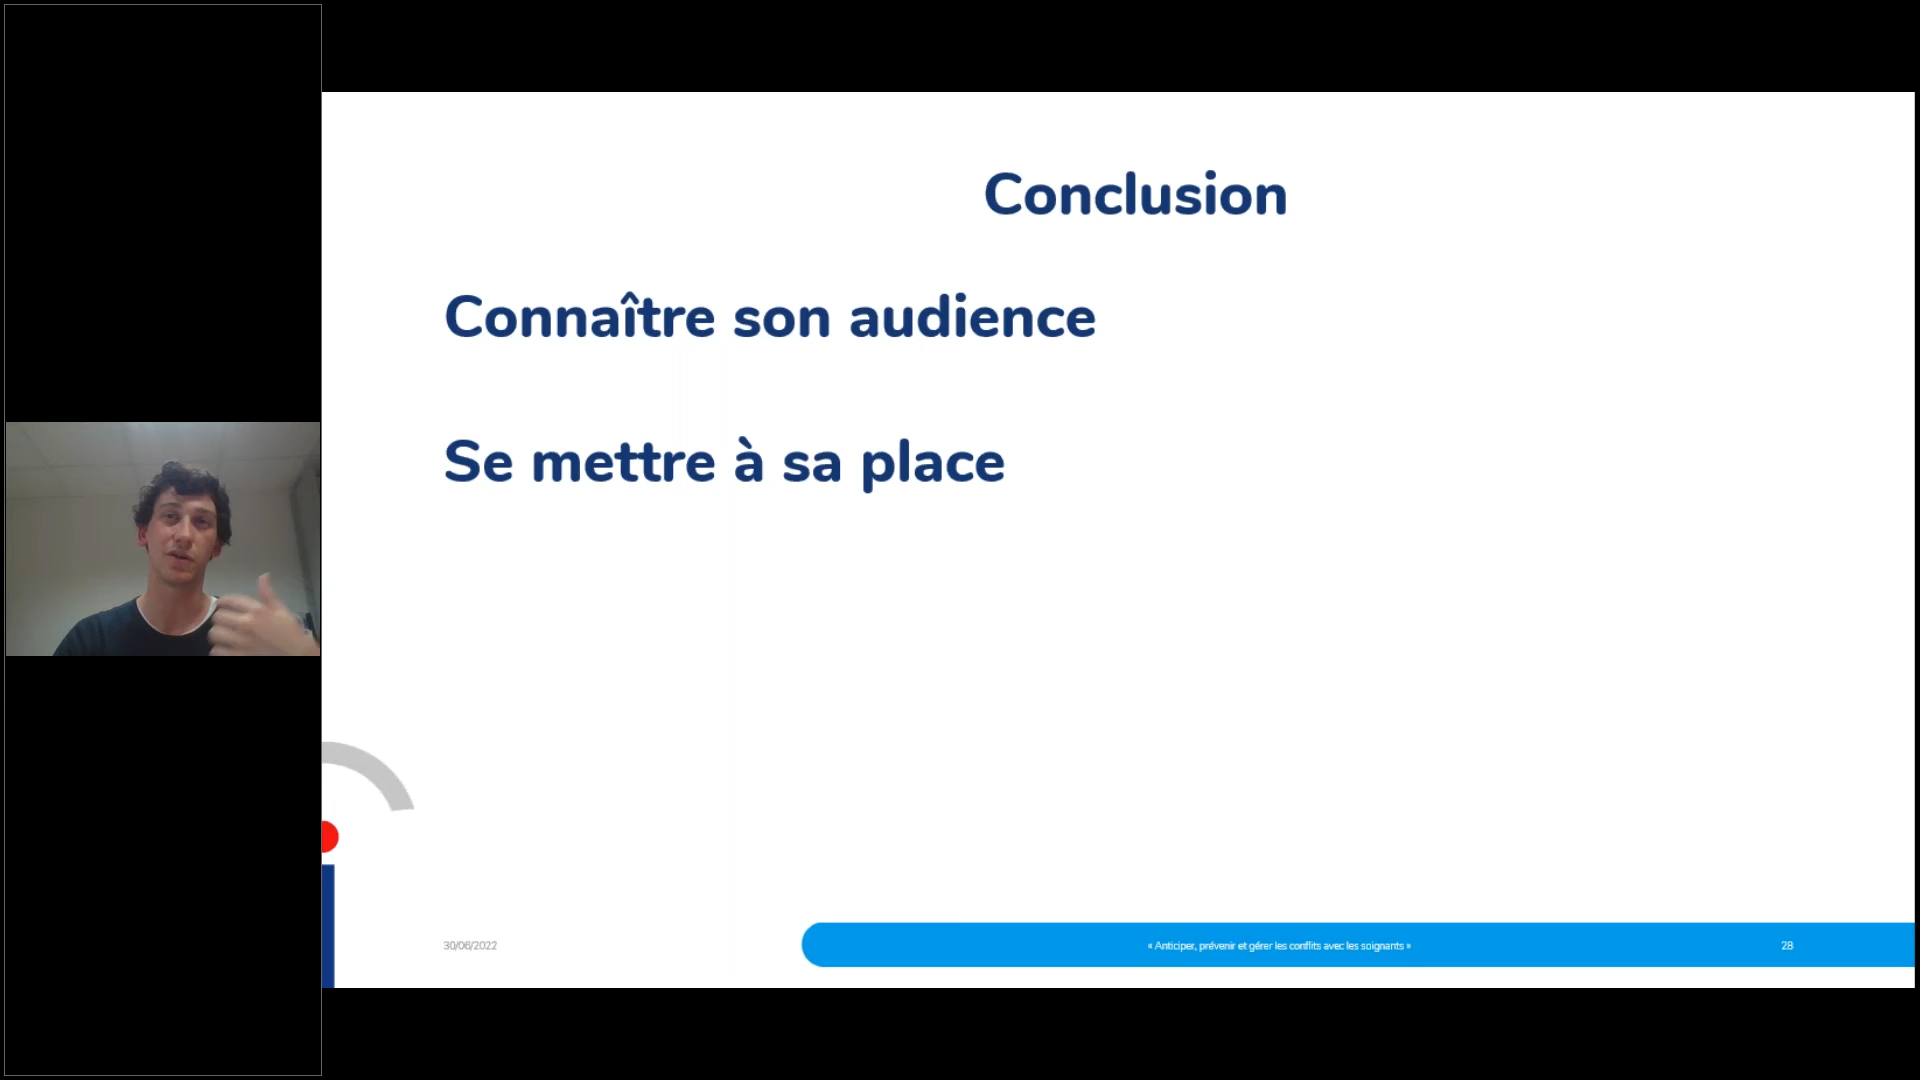 Conclusion
Connaître son audience
Se mettre à sa place
30/06/2022
« Anticiper, prévenir et gérer les conflits avec les soignants »
28